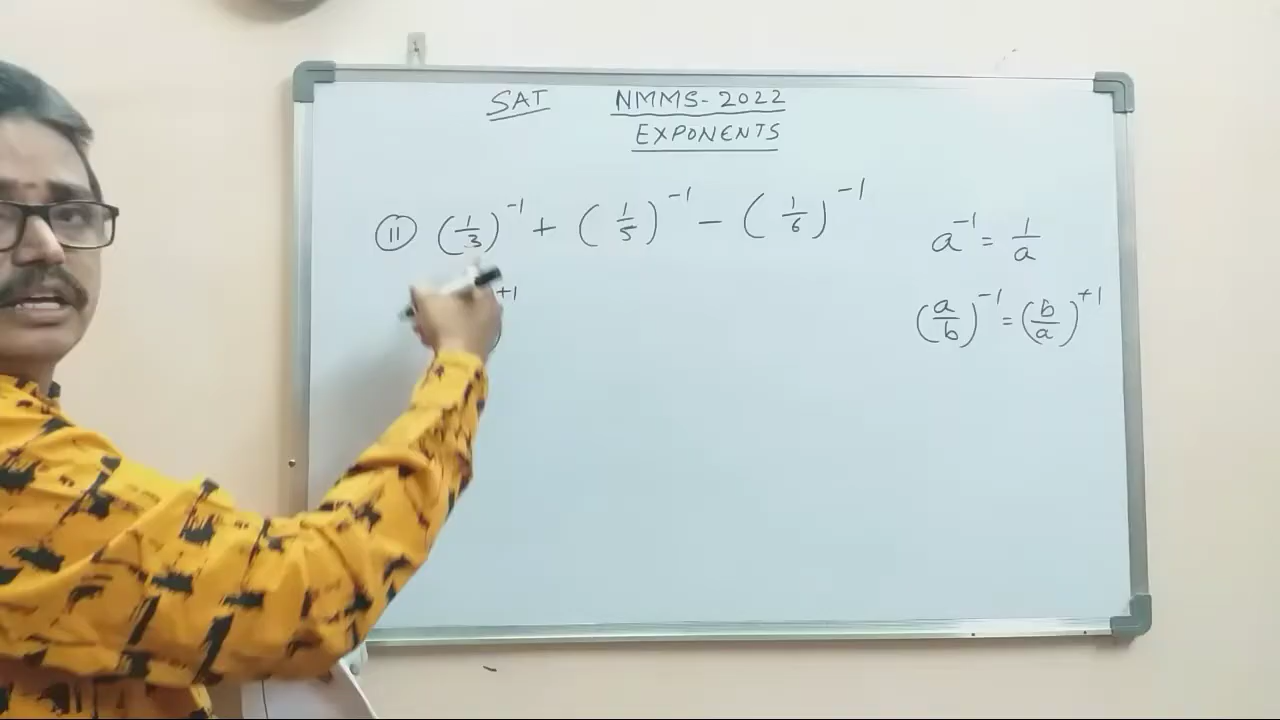 SAT NMMS-2022
EXPONENTS
⑪ (1/3)^-1 + (1/5)^-1 - (1/6)^-1
a^-1 = 1/a
)^+1
(a/b)^-1 = (b/a)^+1